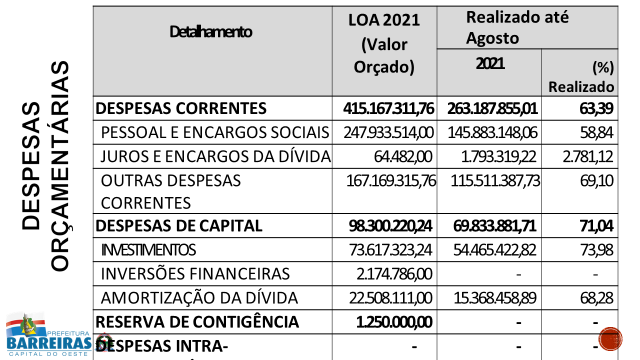 DESPESAS
ORÇAMENTÁRIAS
Detalhamento
LOA 2021
(Valor
Orçado)
Realizado até
Agosto
2021
(%)
Realizado
DESPESAS CORRENTES 415.167.311,76 263.187.855,01 63,39
PESSOAL E ENCARGOS SOCIAIS 247.933.514,00 145.883.148,06 58,84
JUROS E ENCARGOS DA DÍVIDA 64.482,00 1.793.319,22 2.781,12
OUTRAS DESPESAS 167.169.315,76 115.511.387,73 69,10
CORRENTES
DESPESAS DE CAPITAL 98.300.220,24 69.833.881,71 71,04
INVESTIMENTOS 73.617.323,24 54.465.422,82 73,98
INVERSÕES FINANCEIRAS 2.174.786,00 - -
AMORTIZAÇÃO DA DÍVIDA 22.508.111,00 15.368.458,89 68,28
RESERVA DE CONTIGÊNCIA 1.250.000,00 - -
DESPESAS INTRA- - - -
PREFEITURA
BARREIRAS
CAPITAL DO OESTE